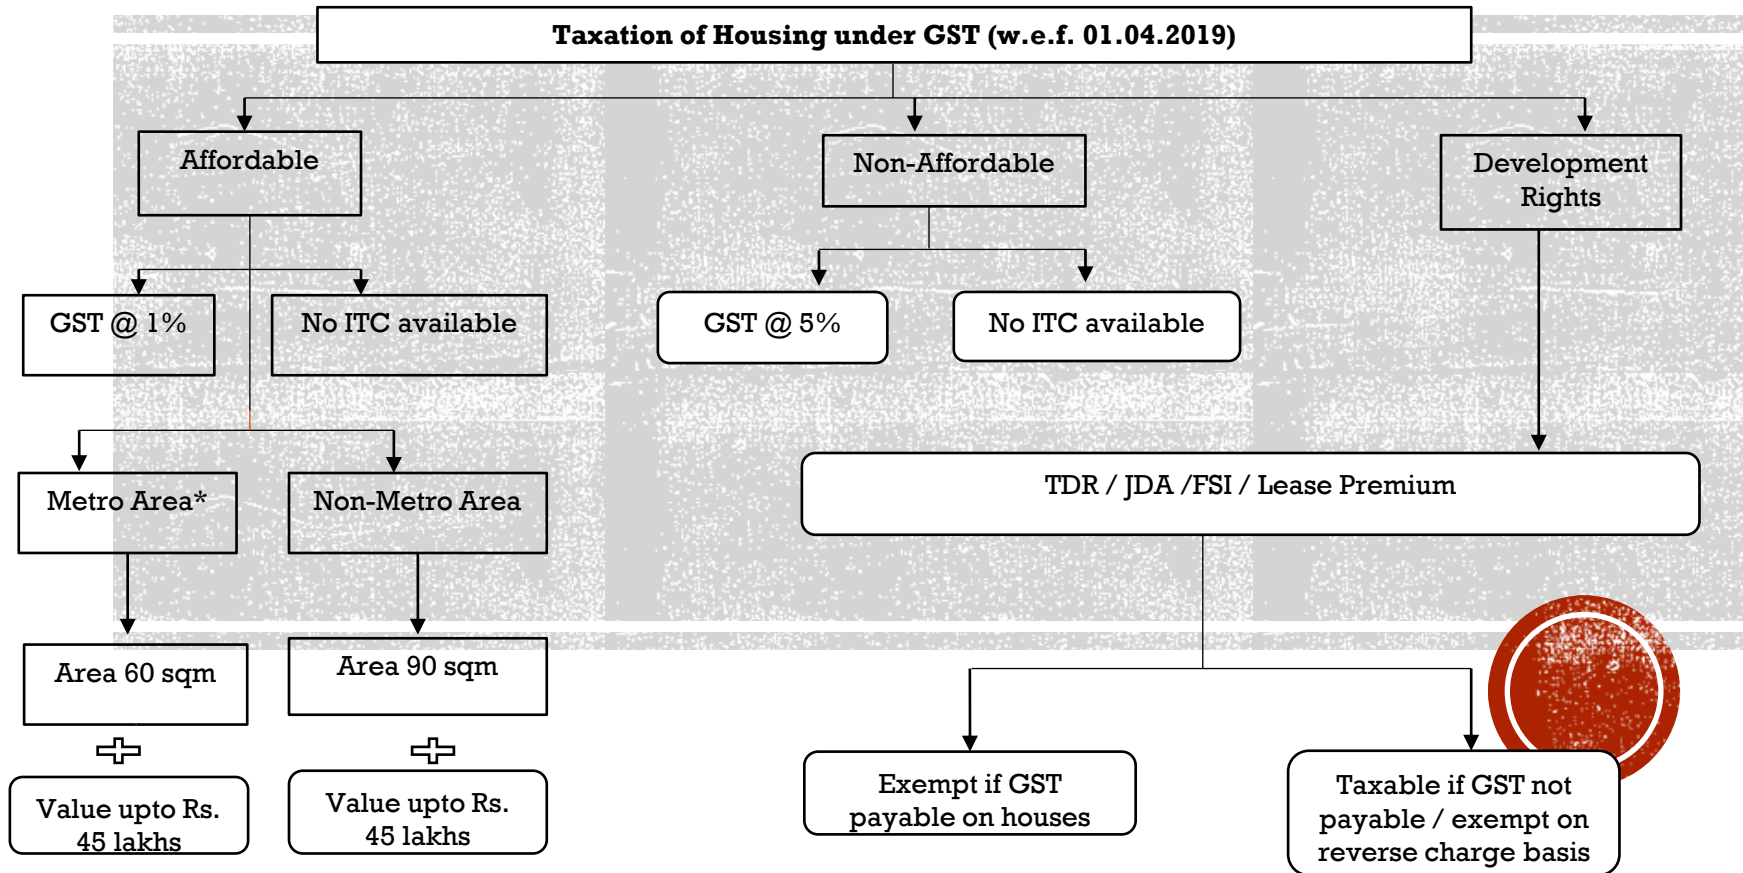 Taxation of Housing under GST (w.e.f. 01.04.2019)
Affordable
Non-Affordable
Development
Rights
GST @ 1%
No ITC available
GST @ 5%
No ITC available
Metro Area*
Non-Metro Area
TDR / JDA /FSI / Lease Premium
Area 60 sqm
Area 90 sqm
Value upto Rs.
45 lakhs
Value upto Rs.
45 lakhs
Exempt if GST
payable on houses
Taxable if GST not
payable / exempt on
reverse charge basis